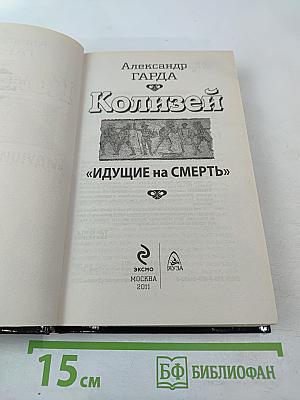 Александр
ГАРДА
Колизей
«ИДУЩИЕ на СМЕРТЬ»
ЭКСМО
ЯУЗА
МОСКВА
2011
15 см
БФ БИБЛИОФАН